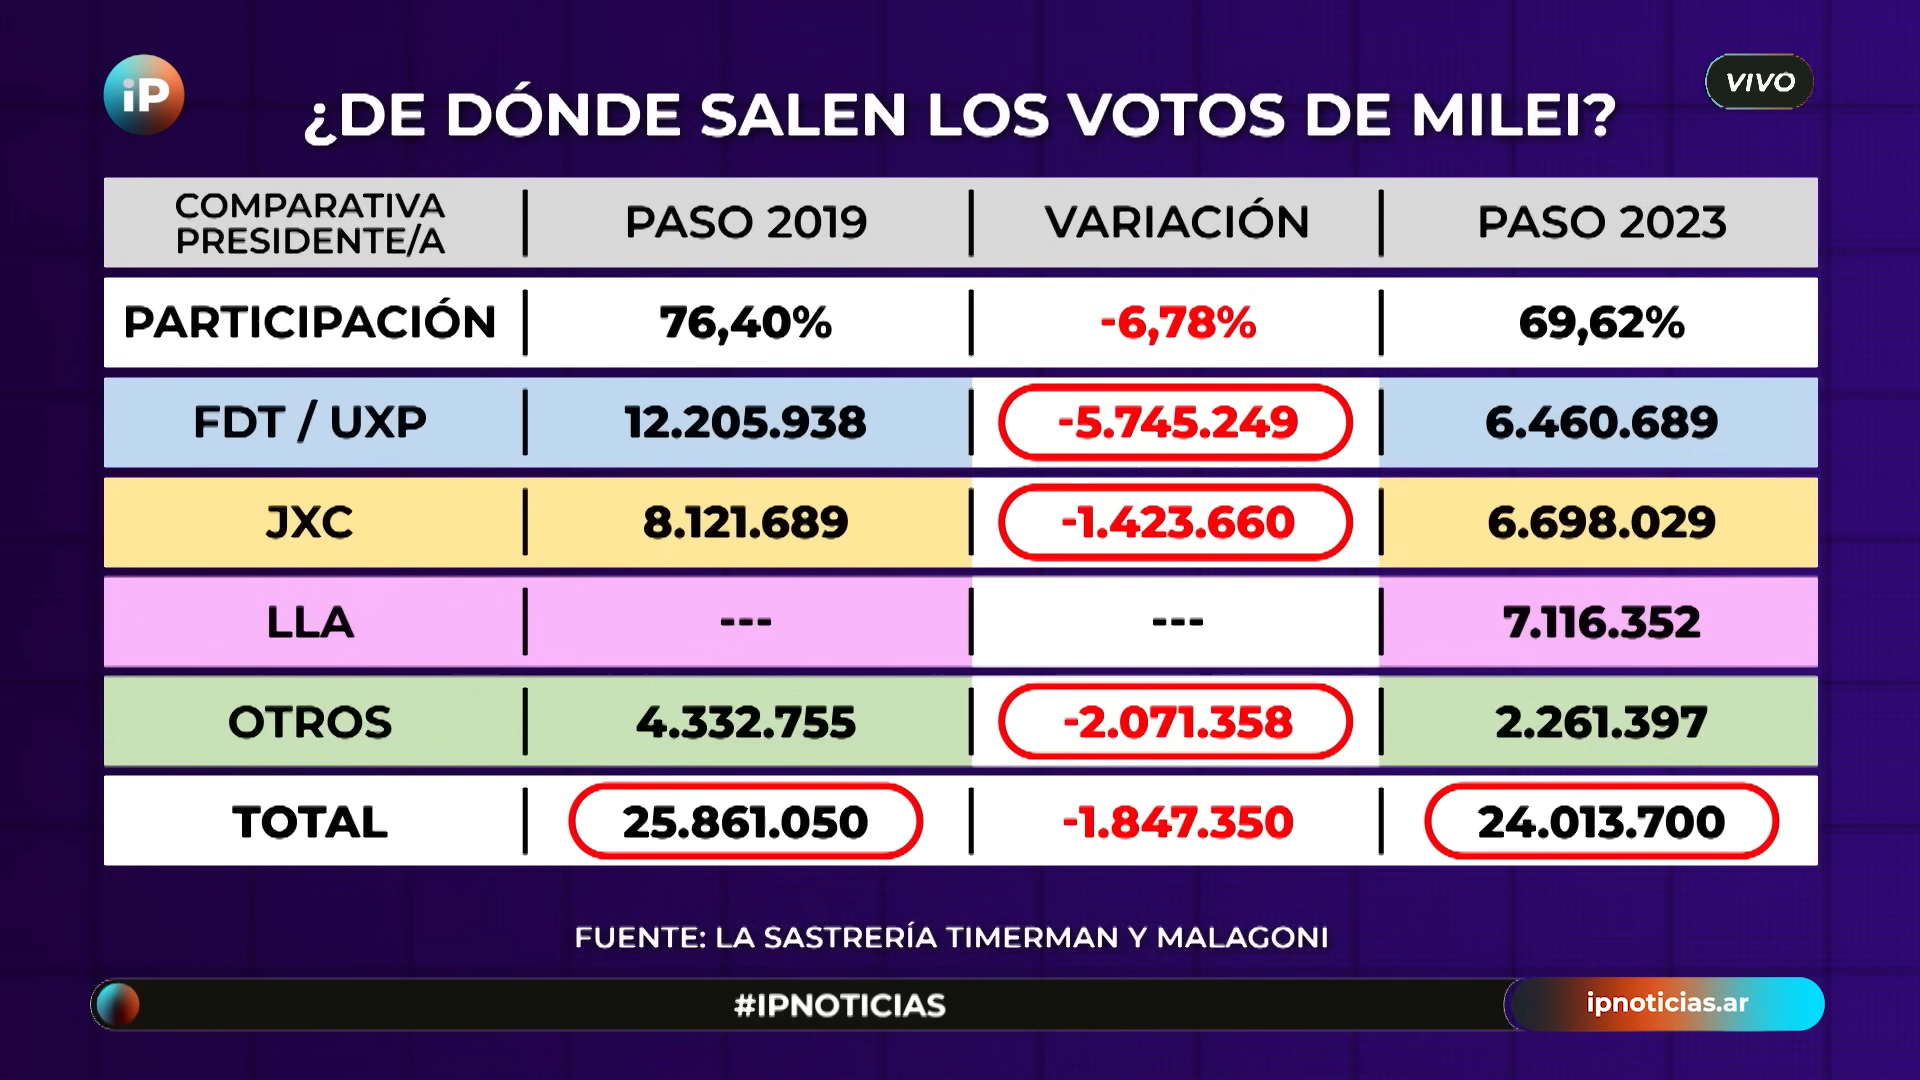 iP
VIVO
¿DE DÓNDE SALEN LOS VOTOS DE MILEI?
COMPARATIVA PRESIDENTE/A | PASO 2019 | VARIACIÓN | PASO 2023
PARTICIPACIÓN | 76,40% | -6,78% | 69,62%
FDT / UXP | 12.205.938 | -5.745.249 | 6.460.689
JXC | 8.121.689 | -1.423.660 | 6.698.029
LLA | --- | --- | 7.116.352
OTROS | 4.332.755 | -2.071.358 | 2.261.397
TOTAL | 25.861.050 | -1.847.350 | 24.013.700
FUENTE: LA SASTRERÍA TIMERMAN Y MALAGONI
#IPNOTICIAS
ipnoticias.ar